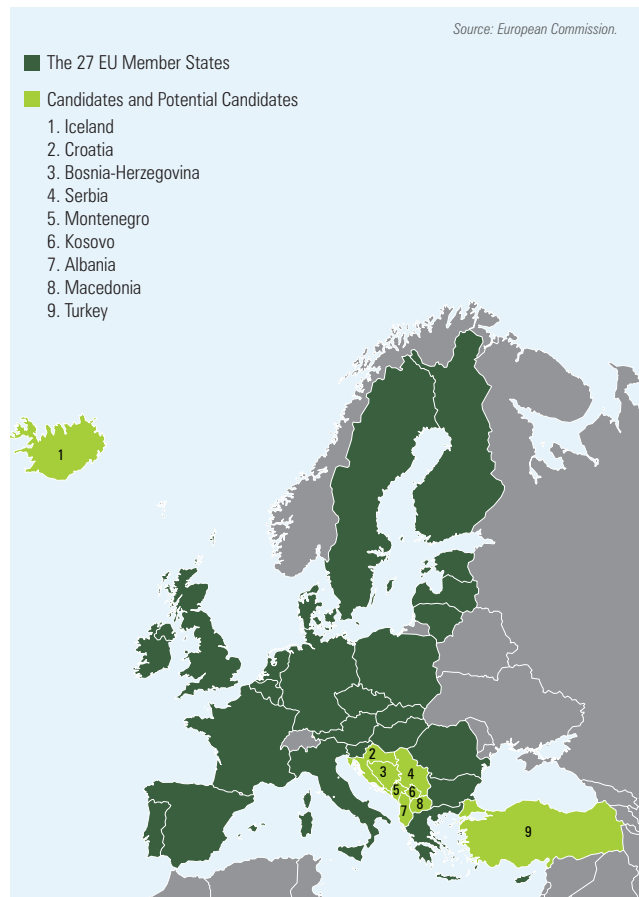 Source: European Commission.
The 27 EU Member States
Candidates and Potential Candidates
1. Iceland
2. Croatia
3. Bosnia-Herzegovina
4. Serbia
5. Montenegro
6. Kosovo
7. Albania
8. Macedonia
9. Turkey
1
2
3
4
5
6
7
8
9